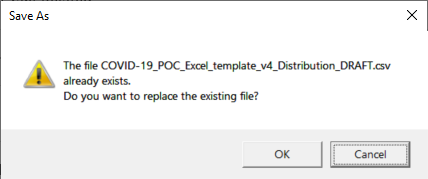 Save As
The file COVID-19_POC_Excel_template_v4_Distribution_DRAFT.csv
already exists.
Do you want to replace the existing file?
OK
Cancel